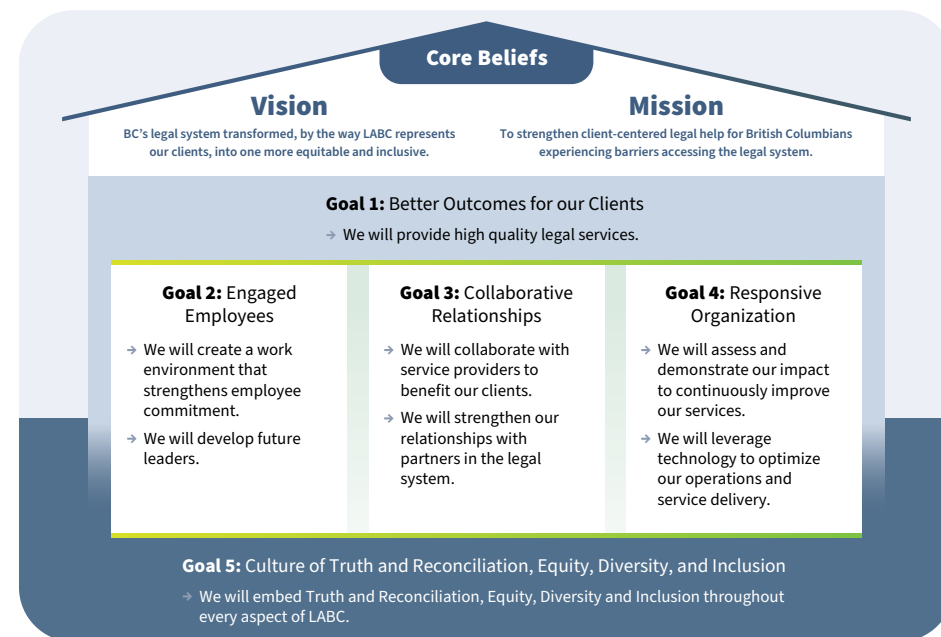 Core Beliefs
Vision
BC's legal system transformed, by the way LABC represents
our clients, into one more equitable and inclusive.
Mission
To strengthen client-centered legal help for British Columbians
experiencing barriers accessing the legal system.
Goal 1: Better Outcomes for our Clients
→ We will provide high quality legal services.
Goal 2: Engaged
Employees
→ We will create a work
environment that
strengthens employee
commitment.
→ We will develop future
leaders.
Goal 3: Collaborative
Relationships
→ We will collaborate with
service providers to
benefit our clients.
→ We will strengthen our
relationships with
partners in the legal
system.
Goal 4: Responsive
Organization
→ We will assess and
demonstrate our impact
to continuously improve
our services.
→ We will leverage
technology to optimize
our operations and
service delivery.
Goal 5: Culture of Truth and Reconciliation, Equity, Diversity, and Inclusion
→ We will embed Truth and Reconciliation, Equity, Diversity and Inclusion throughout
every aspect of LABC.